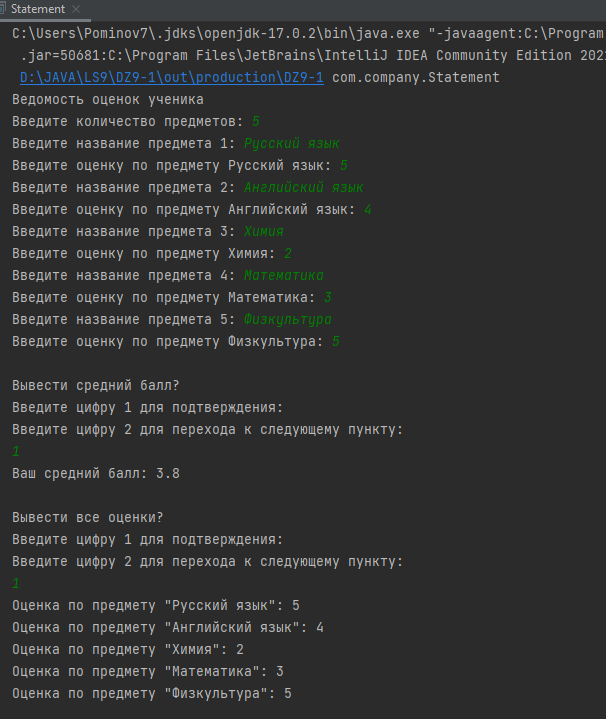 Statement
C:\Users\Pominov7\.jdks\openjdk-17.0.2\bin\java.exe "-javaagent:C:\Program
.jar=50681:C:\Program Files\JetBrains\IntelliJ IDEA Community Edition 202
D:\JAVA\LS9\DZ9-1\out\production\DZ9-1 com.company.Statement
Ведомость оценок ученика
Введите количество предметов: 5
Введите название предмета 1: Русский язык
Введите оценку по предмету Русский язык: 5
Введите название предмета 2: Английский язык
Введите оценку по предмету Английский язык: 4
Введите название предмета 3: Химия
Введите оценку по предмету Химия: 2
Введите название предмета 4: Математика
Введите оценку по предмету Математика: 3
Введите название предмета 5: Физкультура
Введите оценку по предмету Физкультура: 5
Вывести средний балл?
Введите цифру 1 для подтверждения:
Введите цифру 2 для перехода к следующему пункту:
1
Ваш средний балл: 3.8
Вывести все оценки?
Введите цифру 1 для подтверждения:
Введите цифру 2 для перехода к следующему пункту:
1
Оценка по предмету "Русский язык": 5
Оценка по предмету "Английский язык": 4
Оценка по предмету "Химия": 2
Оценка по предмету "Математика": 3
Оценка по предмету "Физкультура": 5